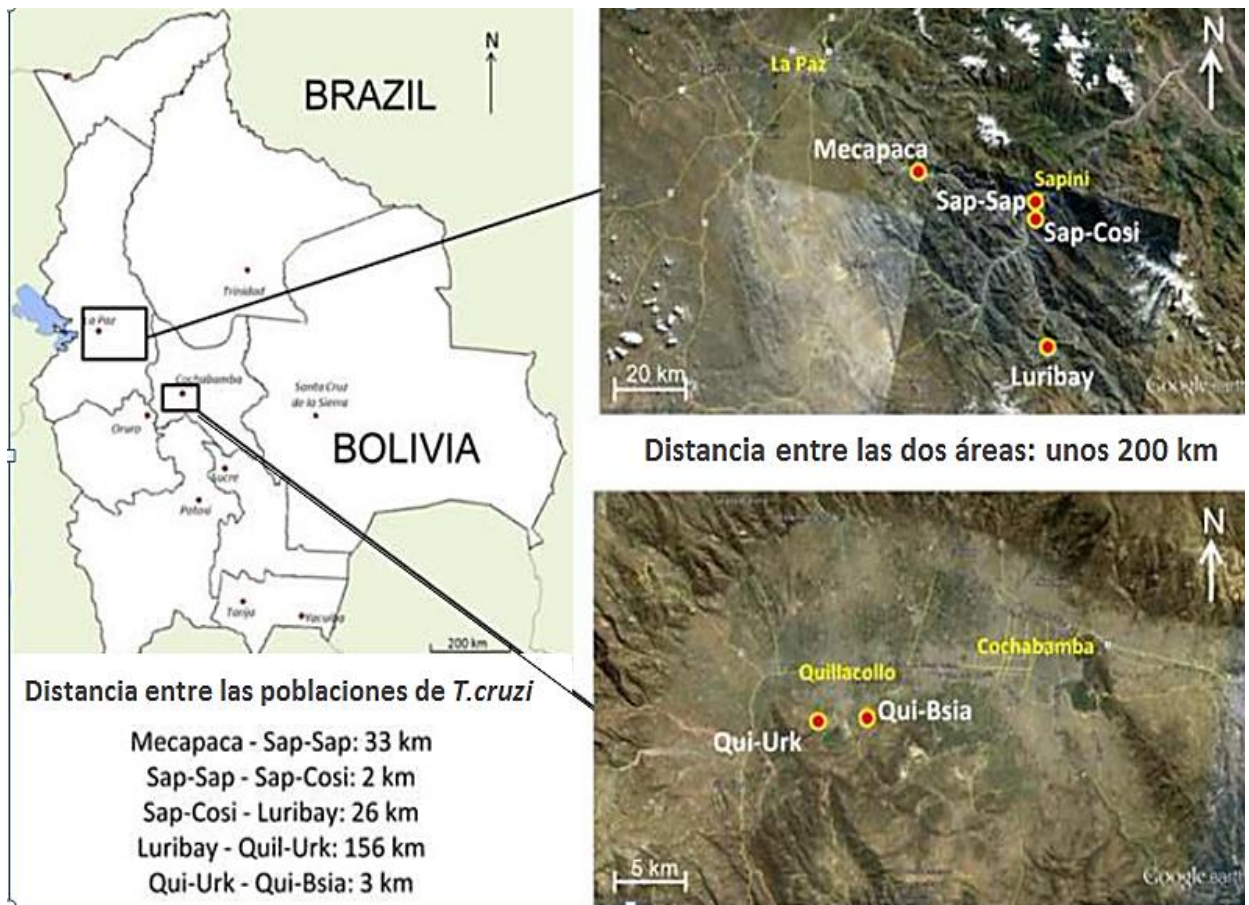 N
BRAZIL
Trinidad
La Paz
Cochabamba
Santa Cruz
de la Sierra
Oruro
BOLIVIA
Sucre
Potosí
Tarija
Yacuiba
200 km
Distancia entre las poblaciones de T.cruzi
Mecapaca - Sap-Sap: 33 km
Sap-Sap - Sap-Cosi: 2 km
Sap-Cosi - Luribay: 26 km
Luribay - Quil-Urk: 156 km
Qui-Urk - Qui-Bsia: 3 km
La Paz
N
Mecapaca
Sapini
Sap-Sap
Sap-Cosi
Luribay
20 km
Google earth
Distancia entre las dos áreas: unos 200 km
N
Cochabamba
Quillacollo
Qui-Bsia
Qui-Urk
5 km
Google earth